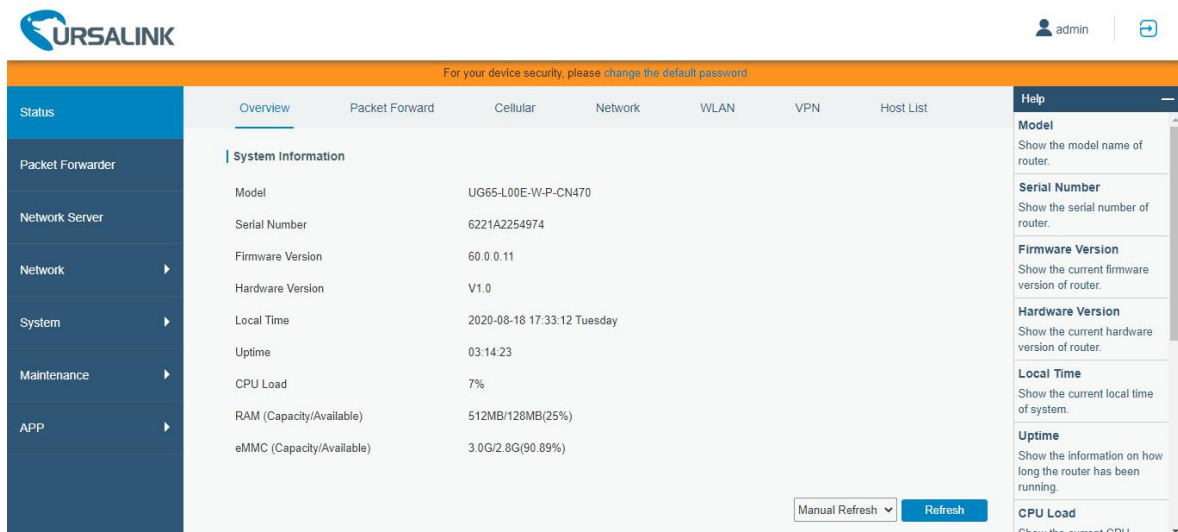 URSALINK
admin
For your device security, please change the default password
Status
Packet Forwarder
Network Server
Network
System
Maintenance
APP
Overview Packet Forward Cellular Network WLAN VPN Host List
System Information
Model UG65-L00E-W-P-CN470
Serial Number 6221A2254974
Firmware Version 60.0.0.11
Hardware Version V1.0
Local Time 2020-08-18 17:33:12 Tuesday
Uptime 03:14:23
CPU Load 7%
RAM (Capacity/Available) 512MB/128MB(25%)
eMMC (Capacity/Available) 3.0G/2.8G(90.89%)
Manual Refresh Refresh
Help
Model
Show the model name of
router.
Serial Number
Show the serial number of
router.
Firmware Version
Show the current firmware
version of router.
Hardware Version
Show the current hardware
version of router.
Local Time
Show the current local time
of system.
Uptime
Show the information on how
long the router has been
running.
CPU Load